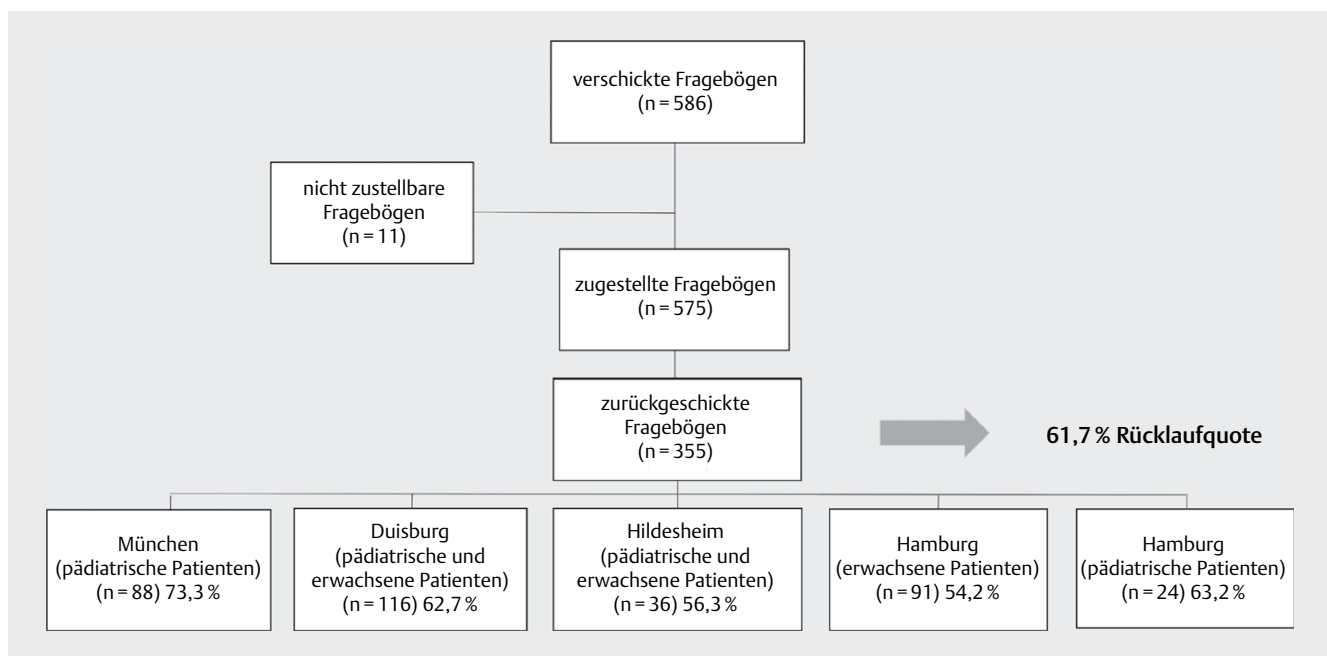 verschickte Fragebögen
(n = 586)
nicht zustellbare
Fragebögen
(n = 11)
zugestellte Fragebögen
(n = 575)
zurückgeschickte
Fragebögen
(n = 355)
61,7 % Rücklaufquote
München
(pädiatrische Patienten)
(n = 88) 73,3 %
Duisburg
(pädiatrische und
erwachsene Patienten)
(n = 116) 62,7 %
Hildesheim
(pädiatrische und
erwachsene Patienten)
(n = 36) 56,3 %
Hamburg
(erwachsene Patienten)
(n = 91) 54,2 %
Hamburg
(pädiatrische Patienten)
(n = 24) 63,2 %